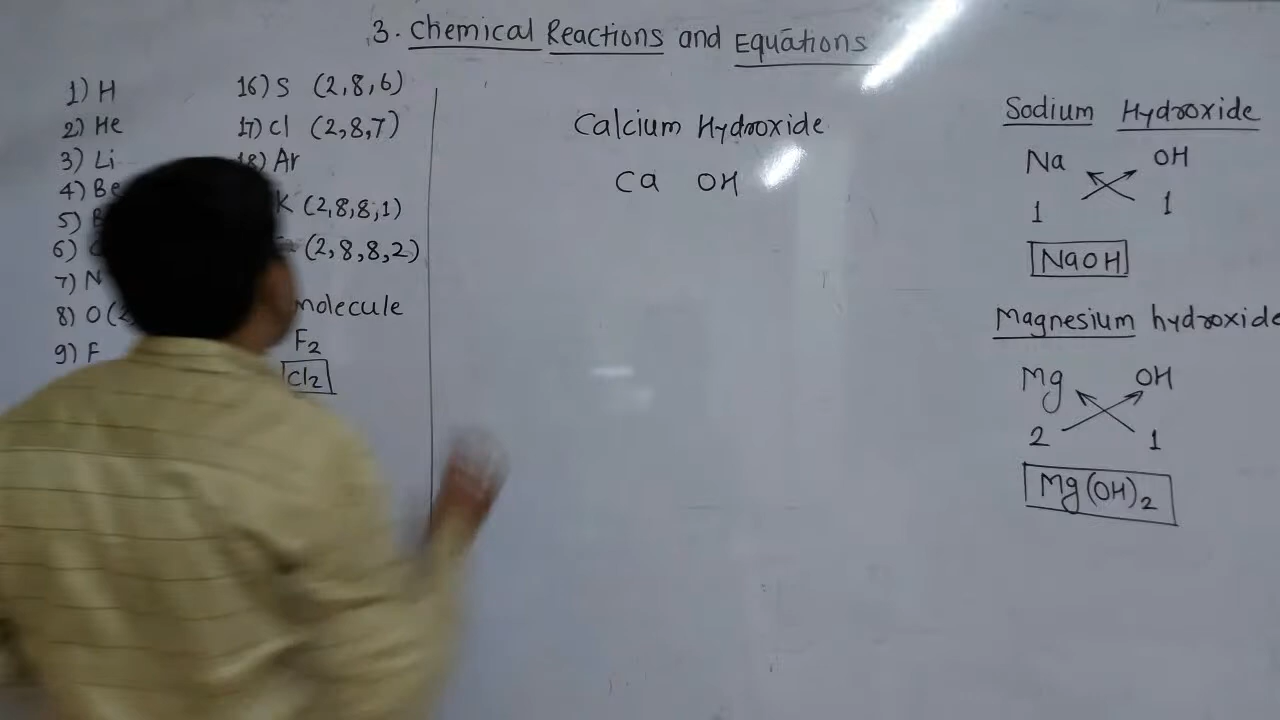 3. Chemical Reactions and Equations
1) H
2) He
3) Li
4) Be
5)
6)
7) N
8) O(
9) F
16) S (2,8,6)
17) Cl (2,8,7)
18) Ar
K (2,8,8,1)
(2,8,8,2)
molecule
F2
Cl2
Calcium Hydroxide
Ca OH
Sodium Hydroxide
Na OH
1 1
NaOH
Magnesium hydroxide
Mg OH
2 1
Mg(OH)2